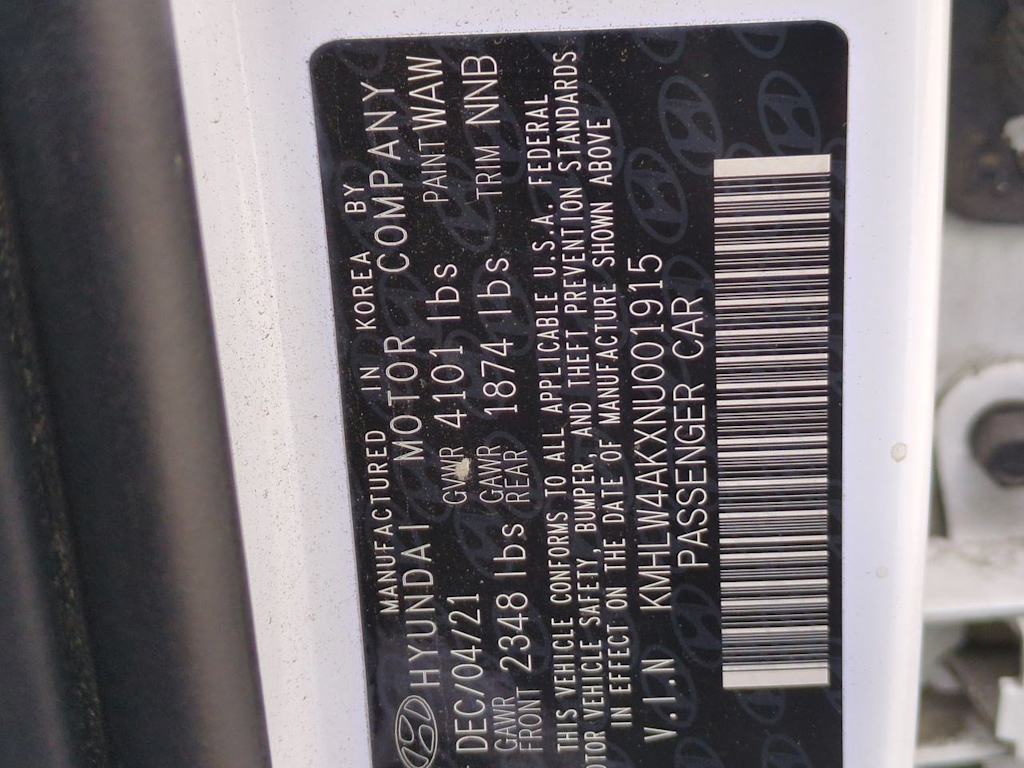 MANUFACTURED IN KOREA BY
HYUNDAI MOTOR COMPANY
DEC/04/21 GVWR 4101 lbs PAINT WAW
GAWR FRONT 2348 lbs GAWR REAR 1874 lbs TRIM NNB
THIS VEHICLE CONFORMS TO ALL APPLICABLE U.S.A. FEDERAL
OTOR VEHICLE SAFETY, BUMPER, AND THEFT PREVENTION STANDARDS
IN EFFECT ON THE DATE OF MANUFACTURE SHOWN ABOVE
V.I.N KMHLW4AKXNU001915
PASSENGER CAR